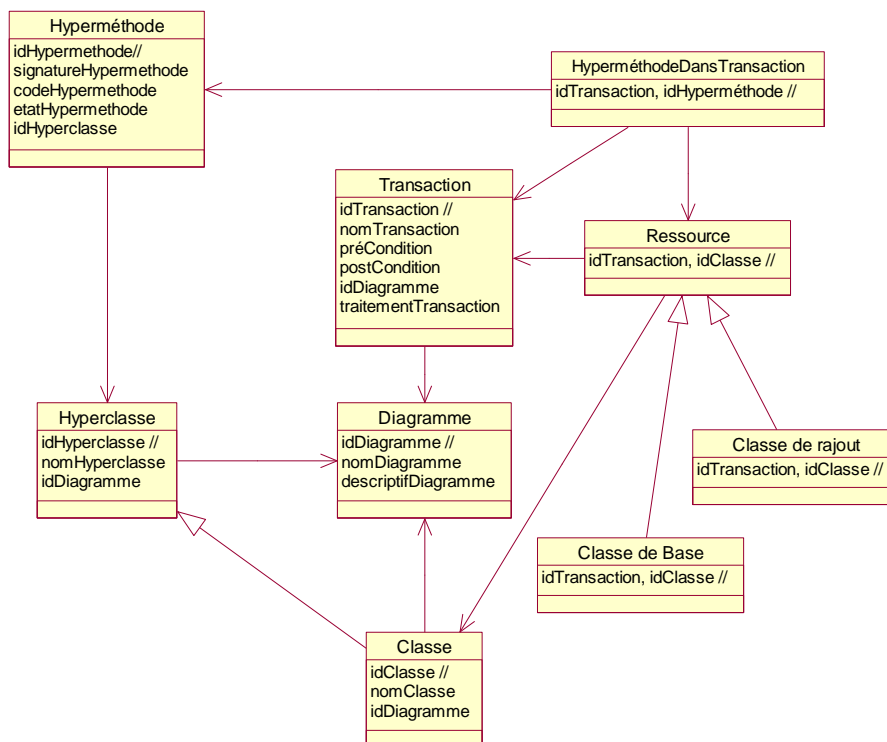 Hyperméthode
idHypermethode//
signatureHypermethode
codeHypermethode
etatHypermethode
idHyperclasse
HyperméthodeDansTransaction
idTransaction, idHyperméthode //
Transaction
idTransaction //
nomTransaction
préCondition
postCondition
idDiagramme
traitementTransaction
Ressource
idTransaction, idClasse //
Hyperclasse
idHyperclasse //
nomHyperclasse
idDiagramme
Diagramme
idDiagramme //
nomDiagramme
descriptifDiagramme
Classe de rajout
idTransaction, idClasse //
Classe de Base
idTransaction, idClasse //
Classe
idClasse //
nomClasse
idDiagramme